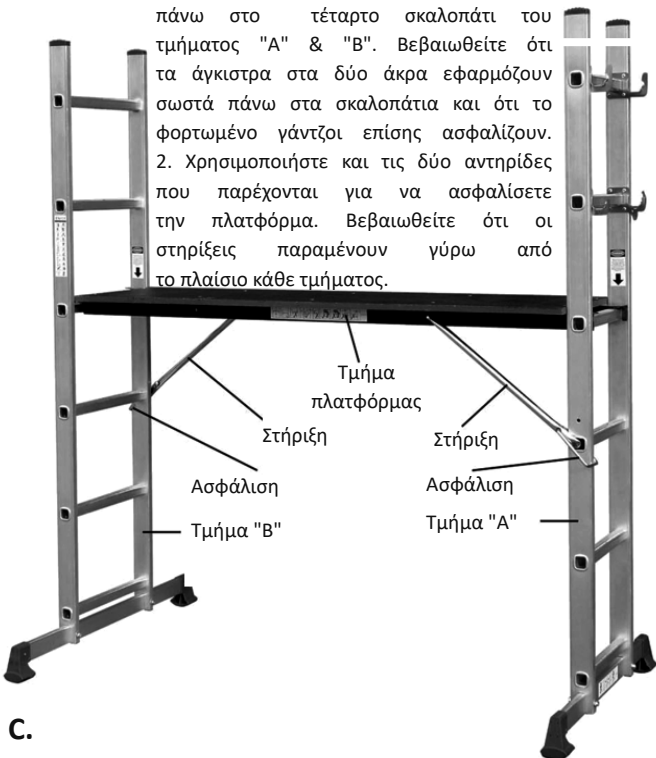 πάνω στο τέταρτο σκαλοπάτι του
τμήματος "Α" & "Β". Βεβαιωθείτε ότι
τα άγκιστρα στα δύο άκρα εφαρμόζουν
σωστά πάνω στα σκαλοπάτια και ότι το
φορτωμένο γάντζοι επίσης ασφαλίζουν.
2. Χρησιμοποιήστε και τις δύο αντηρίδες
που παρέχονται για να ασφαλίσετε
την πλατφόρμα. Βεβαιωθείτε ότι οι
στηρίξεις παραμένουν γύρω από
το πλαίσιο κάθε τμήματος.
Τμήμα
πλατφόρμας
Στήριξη
Στήριξη
Ασφάλιση
Ασφάλιση
Τμήμα "Β"
Τμήμα "Α"
C.